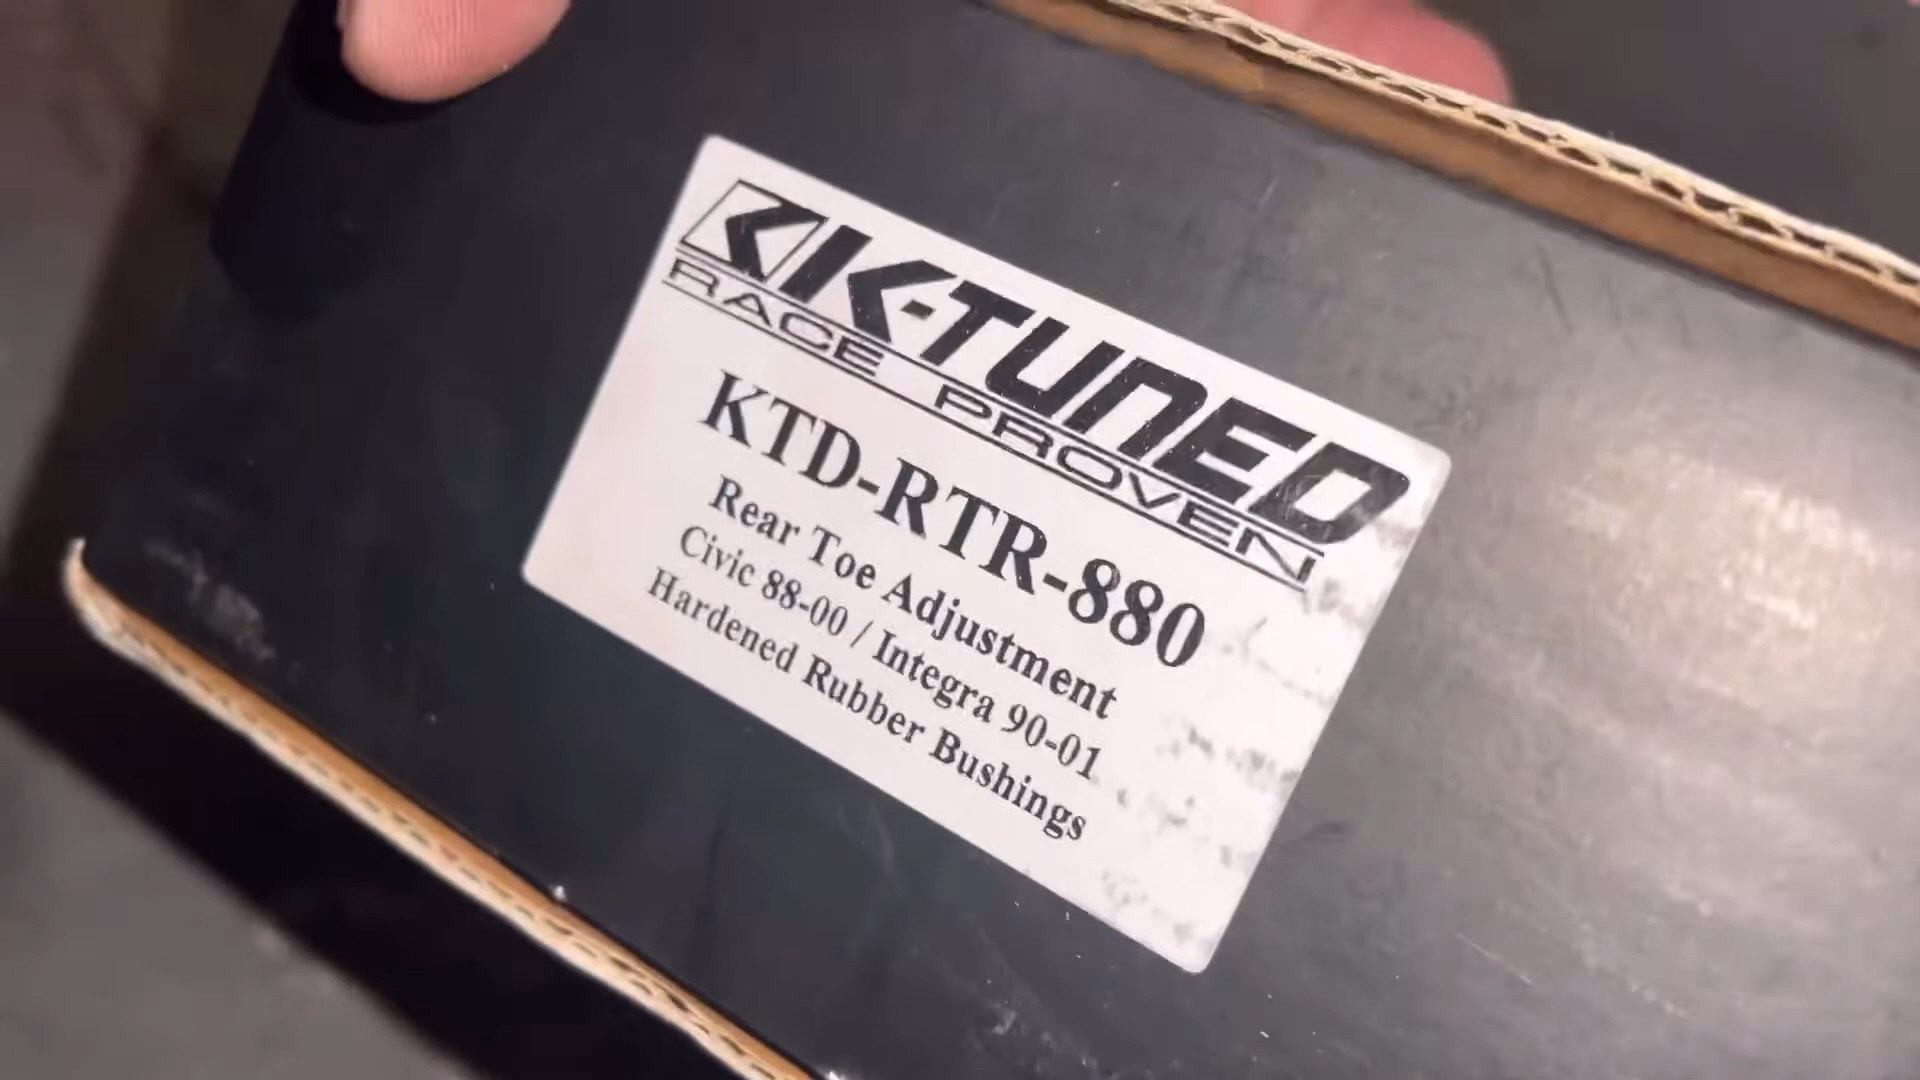 K-TUNED
RACE PROVEN
KTD-RTR-880
Rear Toe Adjustment
Civic 88-00 / Integra 90-01
Hardened Rubber Bushings